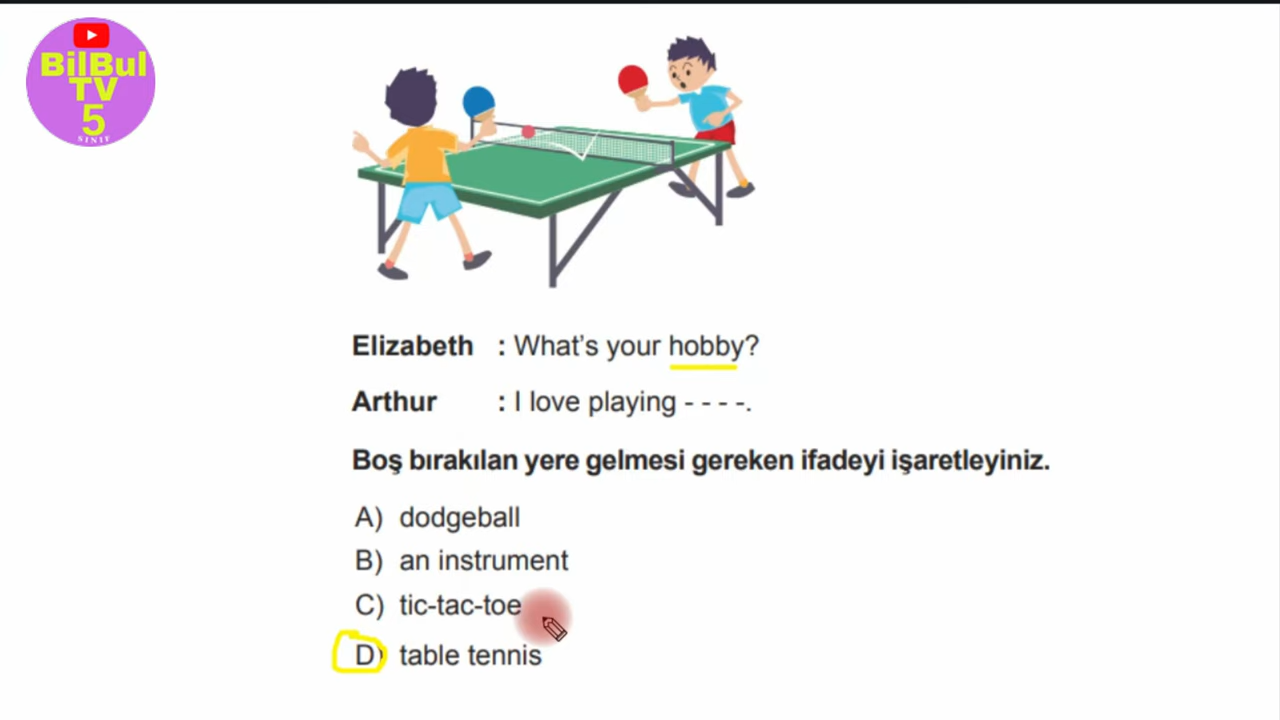 BilBul
TV
5
SINIF
Elizabeth : What's your hobby?
Arthur : I love playing - - - -.
Boş bırakılan yere gelmesi gereken ifadeyi işaretleyiniz.
A) dodgeball
B) an instrument
C) tic-tac-toe
D) table tennis